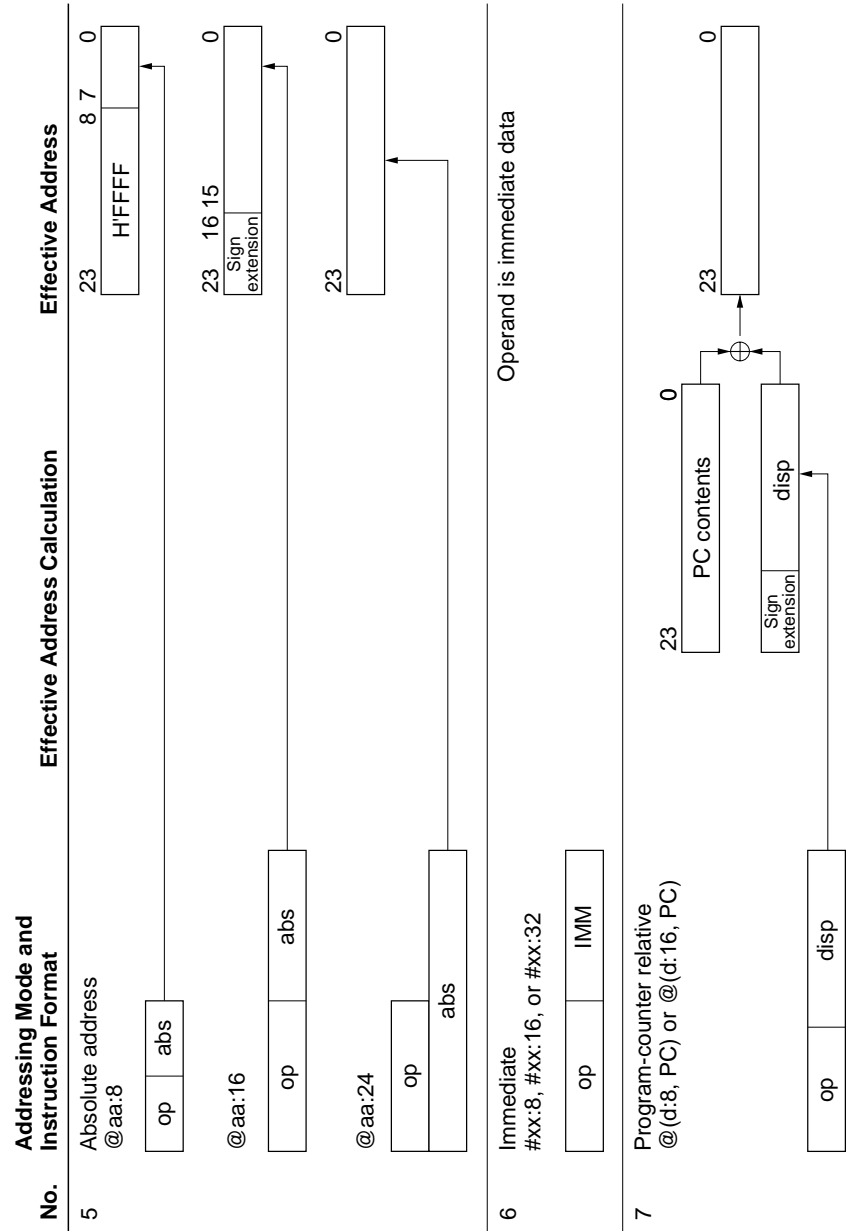 No.
Addressing Mode and
Instruction Format
Effective Address Calculation
Effective Address
5
Absolute address
@aa:8
op
abs
23
8 7
0
H'FFFF
@aa:16
op
abs
23
16 15
0
Sign
extension
@aa:24
op
abs
23
0
6
Immediate
#xx:8, #xx:16, or #xx:32
op
IMM
Operand is immediate data
7
Program-counter relative
@(d:8, PC) or @(d:16, PC)
op
disp
23
0
PC contents
Sign
extension
disp
23
0